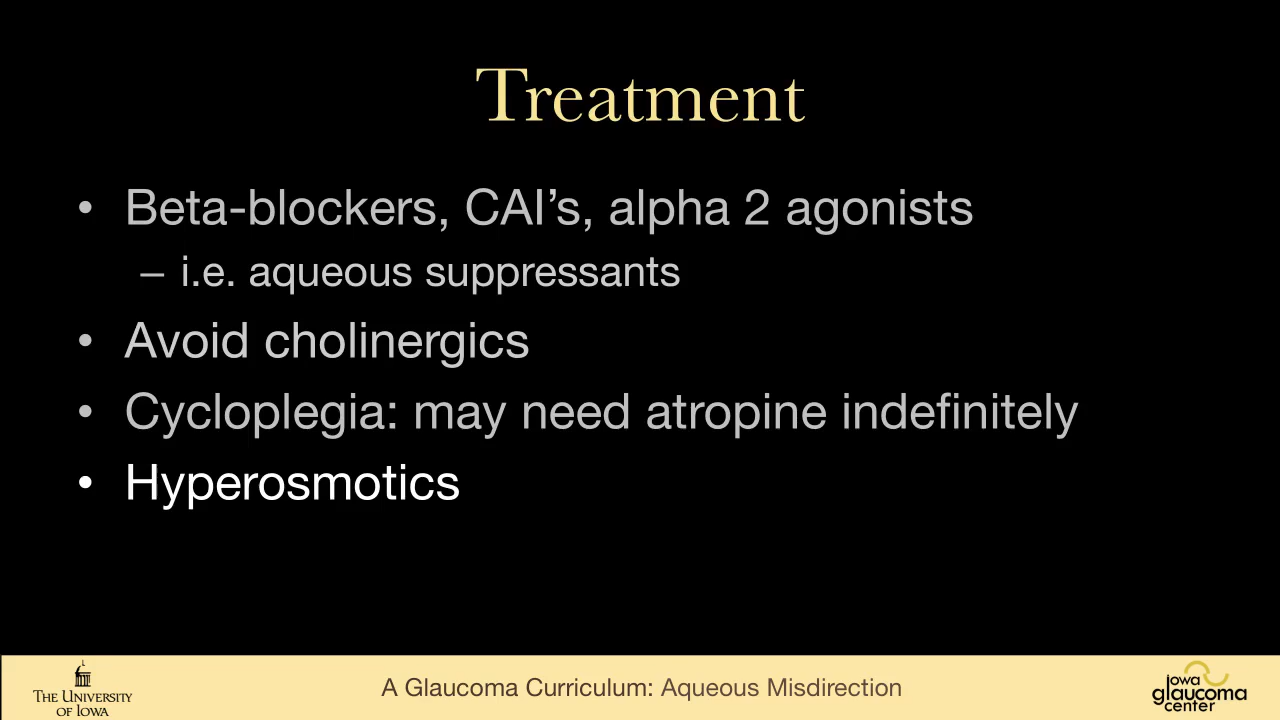 Treatment
• Beta-blockers, CAI’s, alpha 2 agonists
– i.e. aqueous suppressants
• Avoid cholinergics
• Cycloplegia: may need atropine indefinitely
• Hyperosmotics
THE UNIVERSITY
OF IOWA
A Glaucoma Curriculum: Aqueous Misdirection
Iowa
glaucoma
center